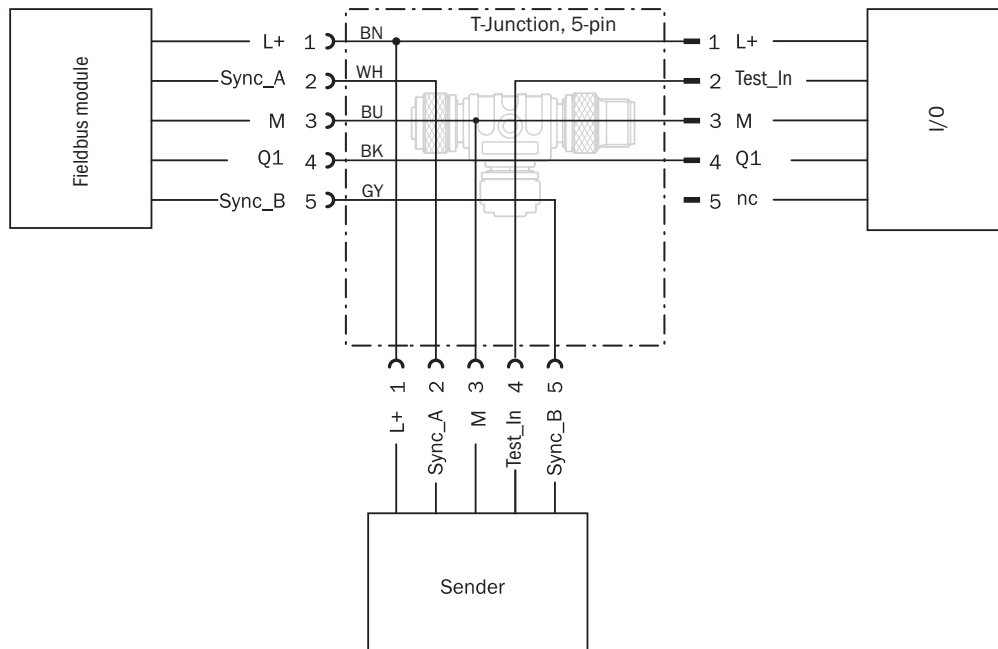 T-Junction, 5-pin
Fieldbus module
L+ 1 BN
Sync_A 2 WH
M 3 BU
Q1 4 BK
Sync_B 5 GY
1 L+
2 Test_In
3 M
4 Q1
5 nc
I/O
1 2 3 4 5
L+ Sync_A M Test_In Sync_B
Sender